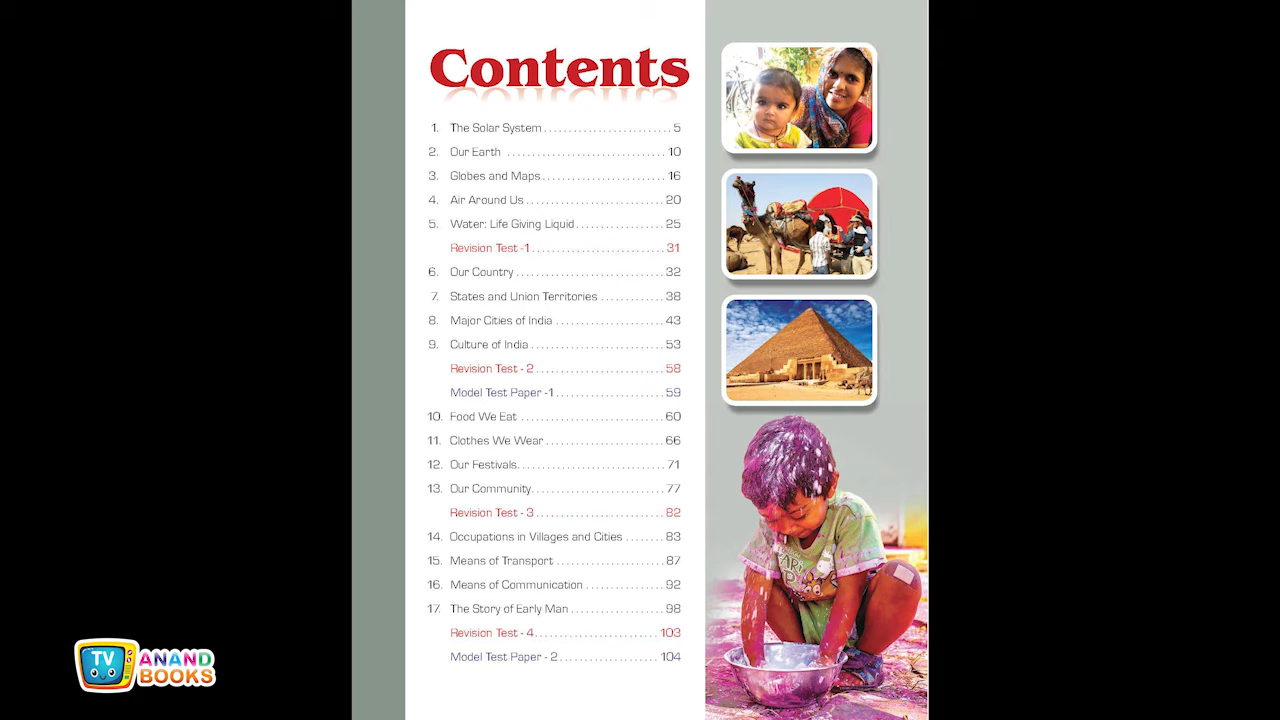 Contents
1. The Solar System 5
2. Our Earth 10
3. Globes and Maps 16
4. Air Around Us 20
5. Water: Life Giving Liquid 25
Revision Test -1 31
6. Our Country 32
7. States and Union Territories 38
8. Major Cities of India 43
9. Culture of India 53
Revision Test - 2 58
Model Test Paper -1 59
10. Food We Eat 60
11. Clothes We Wear 66
12. Our Festivals 71
13. Our Community 77
Revision Test - 3 82
14. Occupations in Villages and Cities 83
15. Means of Transport 87
16. Means of Communication 92
17. The Story of Early Man 98
Revision Test - 4 103
Model Test Paper - 2 104
TV ANAND
BOOKS